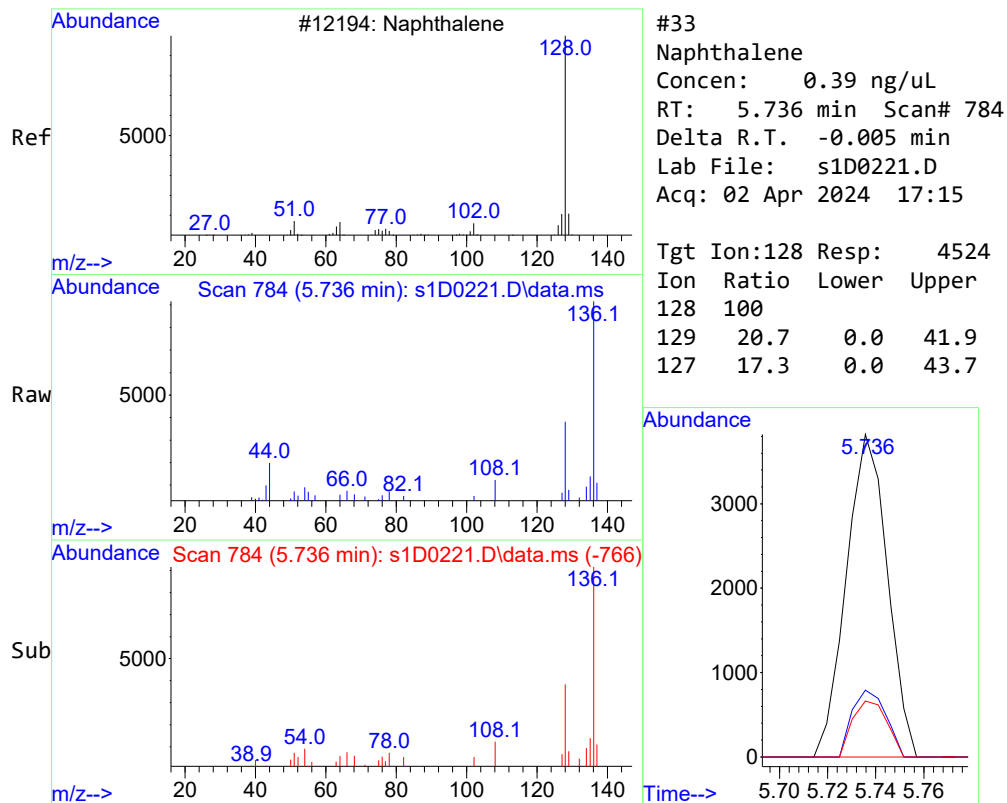 Abundance
#12194: Naphthalene
128.0
Ref
5000
27.0
51.0
77.0
102.0
m/z-->
20 40 60 80 100 120 140
Abundance
Scan 784 (5.736 min): s1D0221.D\data.ms
136.1
Raw
5000
44.0
66.0
82.1
108.1
m/z-->
20 40 60 80 100 120 140
Abundance
Scan 784 (5.736 min): s1D0221.D\data.ms (-766)
136.1
Sub
5000
38.9
54.0
78.0
108.1
m/z-->
20 40 60 80 100 120 140
#33
Naphthalene
Concen: 0.39 ng/uL
RT: 5.736 min Scan# 784
Delta R.T. -0.005 min
Lab File: s1D0221.D
Acq: 02 Apr 2024 17:15
Tgt Ion:128 Resp: 4524
Ion Ratio Lower Upper
128 100
129 20.7 0.0 41.9
127 17.3 0.0 43.7
Abundance
5.736
3000
2000
1000
0
Time-->
5.70 5.72 5.74 5.76